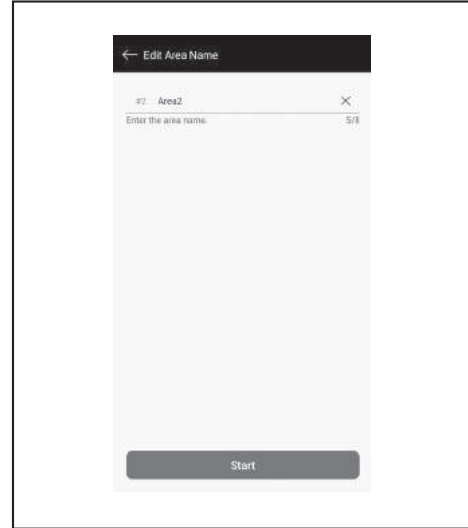 ← Edit Area Name
#2 Area2 ×
Enter the area name. 5/8
Start